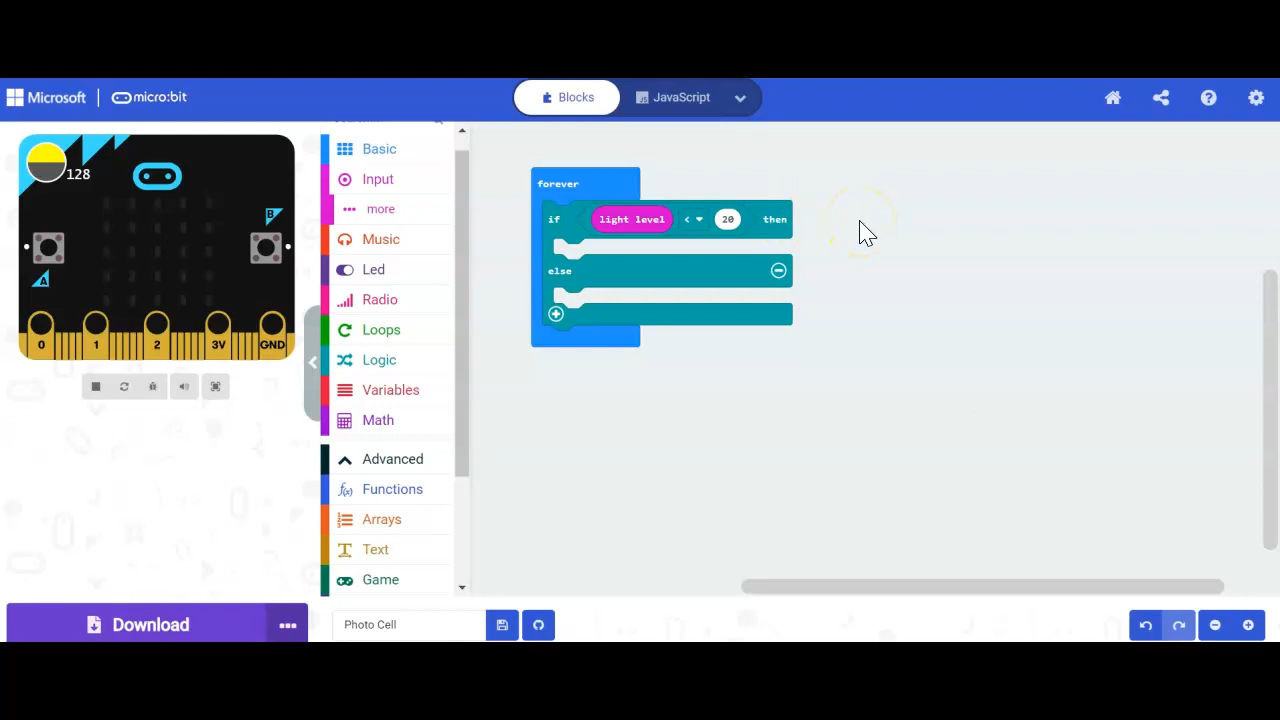 Microsoft | micro:bit
Blocks
JavaScript
128
B
A
0 1 2 3V GND
Basic
Input
more
Music
Led
Radio
Loops
Logic
Variables
Math
Advanced
Functions
Arrays
Text
Game
forever
if light level < 20 then
else
Download
Photo Cell